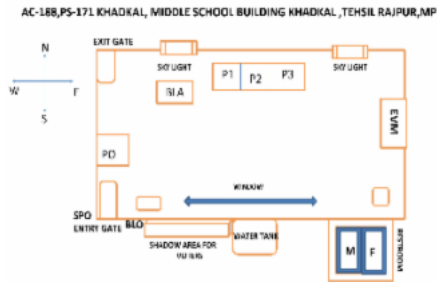 AC-188,PS-171 KHADKAL, MIDDLE SCHOOL BUILDING KHADKAL ,TEHSIL RAJPUR,MP
N
EXIT GATE
SKY LIGHT
SKY LIGHT
P1
P2
P3
W
E
BLA
S
EVM
PO
WINDOW
SPO
BLO
ENTRY GATE
SHADOW AREA FOR
VOTERS
WATER TANK
M
F
RESTROOM